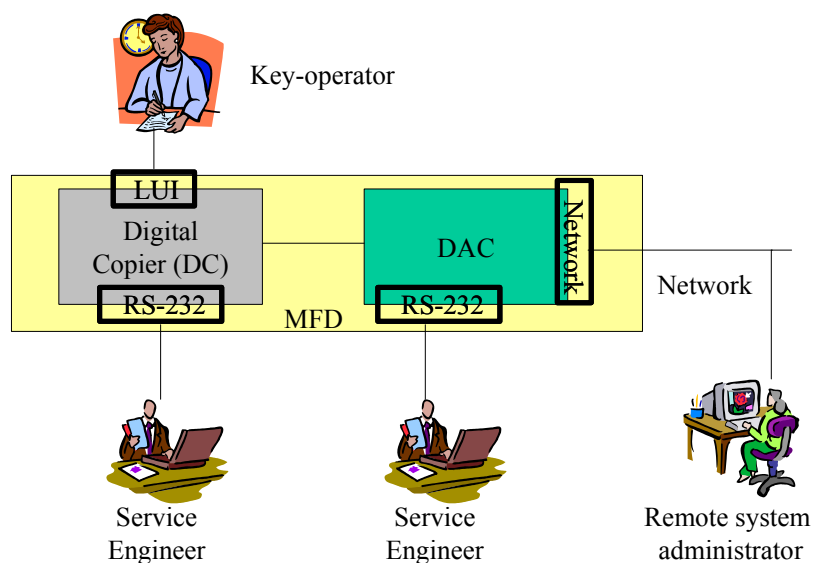 Key-operator
LUI
Digital
Copier (DC)
DAC
Network
RS-232
MFD
RS-232
Network
Service
Engineer
Service
Engineer
Remote system
administrator